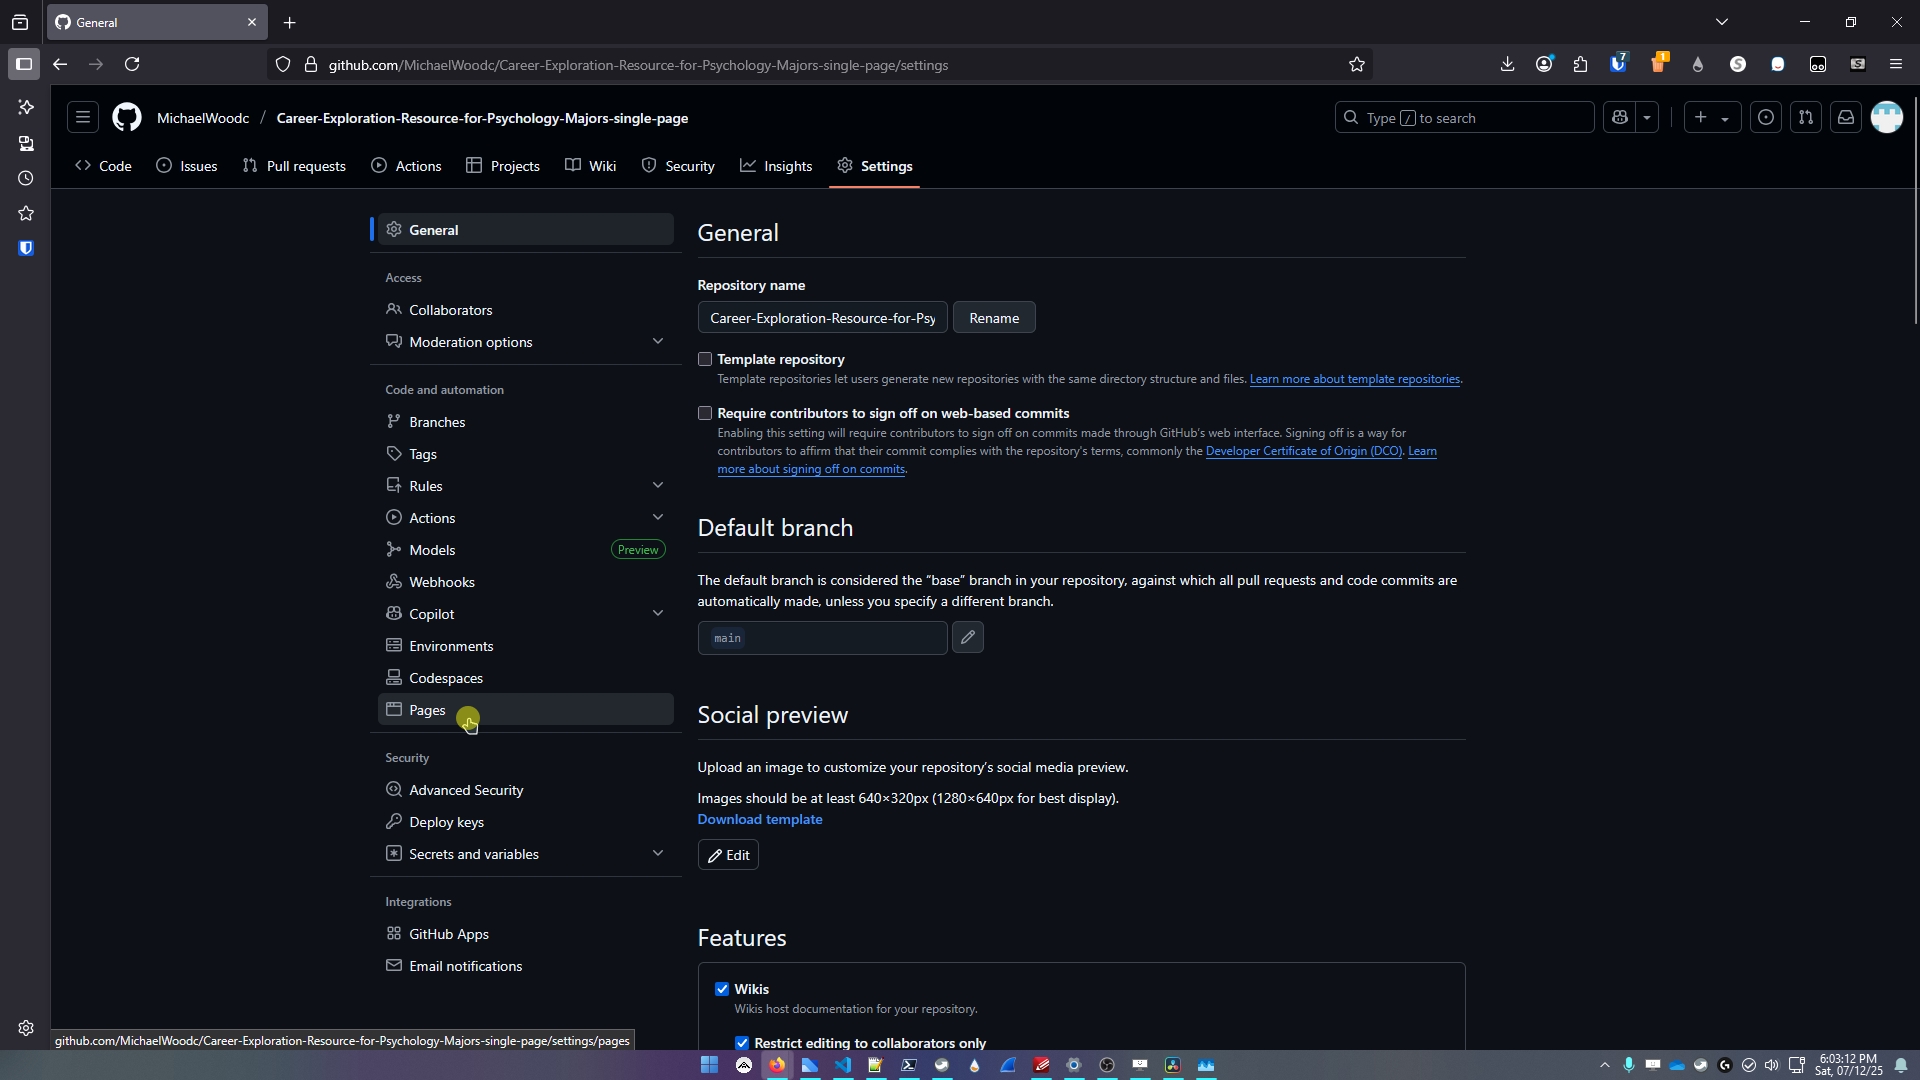 General
github.com/MichaelWoodc/Career-Exploration-Resource-for-Psychology-Majors-single-page/settings
7
1
MichaelWoodc / Career-Exploration-Resource-for-Psychology-Majors-single-page
Type / to search
Code
Issues
Pull requests
Actions
Projects
Wiki
Security
Insights
Settings
General
Access
Collaborators
Moderation options
Code and automation
Branches
Tags
Rules
Actions
Models Preview
Webhooks
Copilot
Environments
Codespaces
Pages
Security
Advanced Security
Deploy keys
Secrets and variables
Integrations
GitHub Apps
Email notifications
General
Repository name
Career-Exploration-Resource-for-Psy Rename
Template repository
Template repositories let users generate new repositories with the same directory structure and files. Learn more about template repositories.
Require contributors to sign off on web-based commits
Enabling this setting will require contributors to sign off on commits made through GitHub's web interface. Signing off is a way for
contributors to affirm that their commit complies with the repository's terms, commonly the Developer Certificate of Origin (DCO). Learn
more about signing off on commits.
Default branch
The default branch is considered the “base” branch in your repository, against which all pull requests and code commits are
automatically made, unless you specify a different branch.
main
Social preview
Upload an image to customize your repository's social media preview.
Images should be at least 640×320px (1280×640px for best display).
Download template
Edit
Features
Wikis
Wikis host documentation for your repository.
Restrict editing to collaborators only
github.com/MichaelWoodc/Career-Exploration-Resource-for-Psychology-Majors-single-page/settings/pages
6:03:12 PM
Sat, 07/12/25